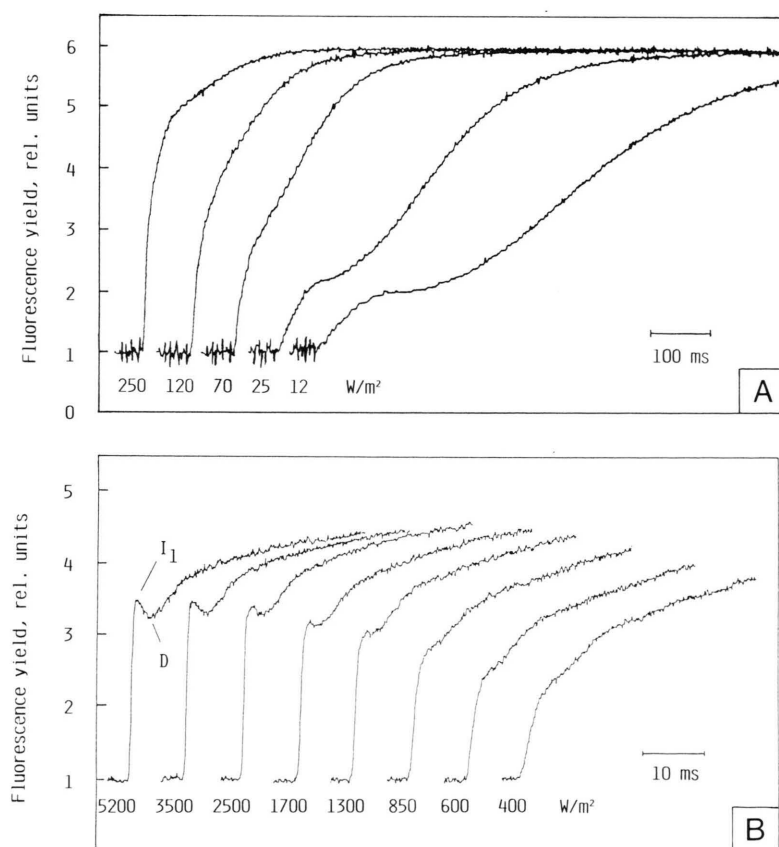 Fluorescence yield, rel. units
6
5
4
3
2
1
0
250 120 70 25 12 W/m²
100 ms
A
Fluorescence yield, rel. units
5
4
3
2
1
I₁
D
5200 3500 2500 1700 1300 850 600 400 W/m²
10 ms
B